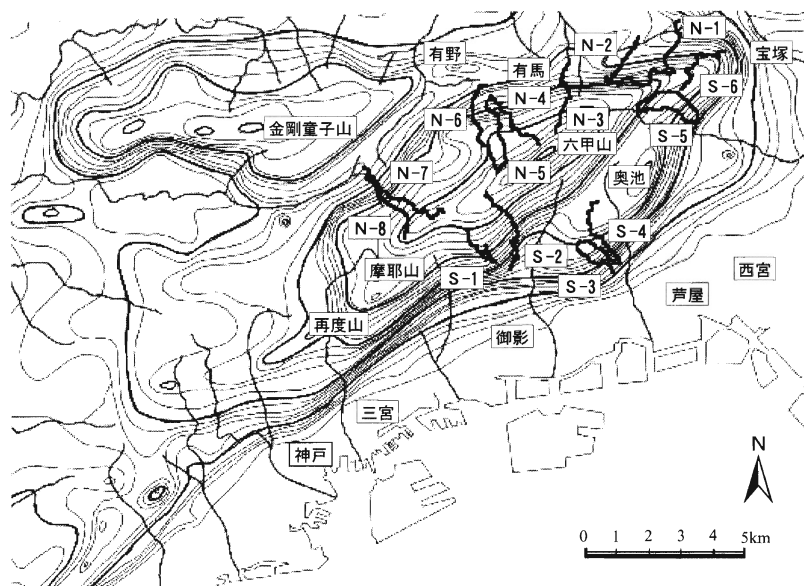 N-1
N-2
宝塚
有野
有馬
S-6
N-4
N-6
N-3
金剛童子山
S-5
六甲山
N-7
N-5
奥池
N-8
S-4
S-2
摩耶山
S-1
西宮
S-3
芦屋
再度山
御影
三宮
神戸
N
0 1 2 3 4 5km